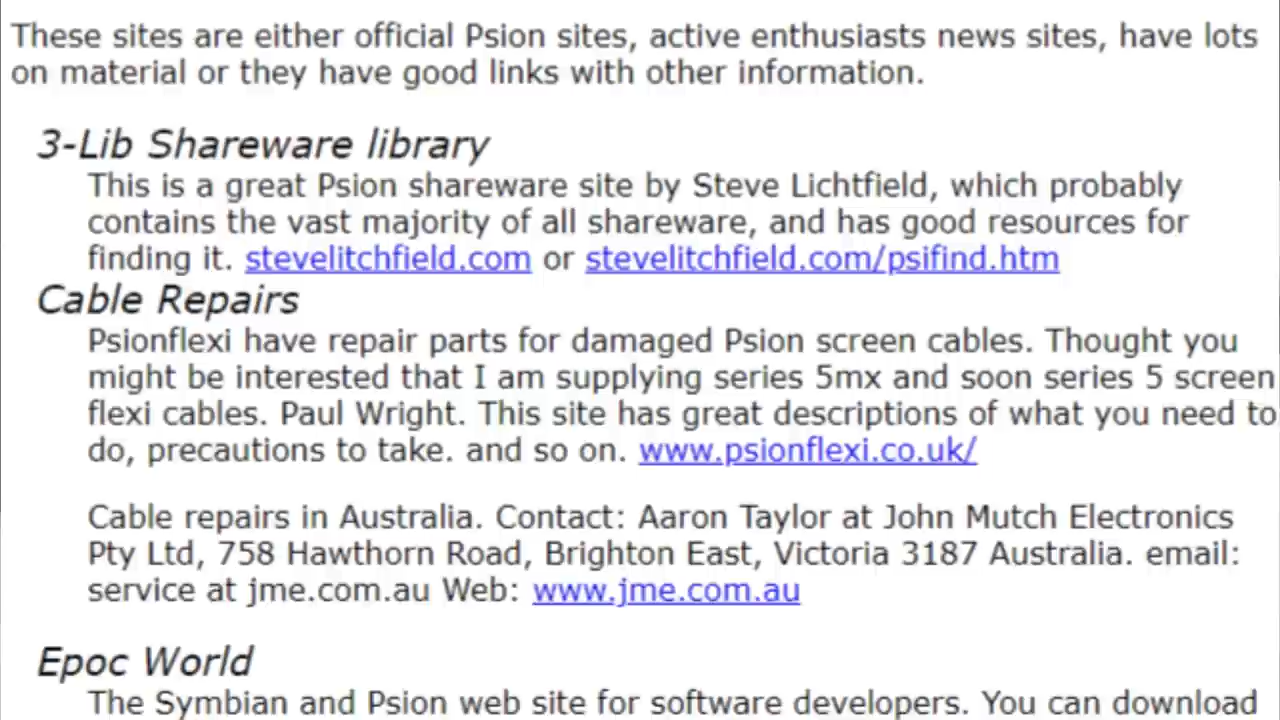 These sites are either official Psion sites, active enthusiasts news sites, have lots
on material or they have good links with other information.
3-Lib Shareware library
This is a great Psion shareware site by Steve Lichtfield, which probably
contains the vast majority of all shareware, and has good resources for
finding it. stevelitchfield.com or stevelitchfield.com/psifind.htm
Cable Repairs
Psionflexi have repair parts for damaged Psion screen cables. Thought you
might be interested that I am supplying series 5mx and soon series 5 screen
flexi cables. Paul Wright. This site has great descriptions of what you need to
do, precautions to take. and so on. www.psionflexi.co.uk/
Cable repairs in Australia. Contact: Aaron Taylor at John Mutch Electronics
Pty Ltd, 758 Hawthorn Road, Brighton East, Victoria 3187 Australia. email:
service at jme.com.au Web: www.jme.com.au
Epoc World
The Symbian and Psion web site for software developers. You can download